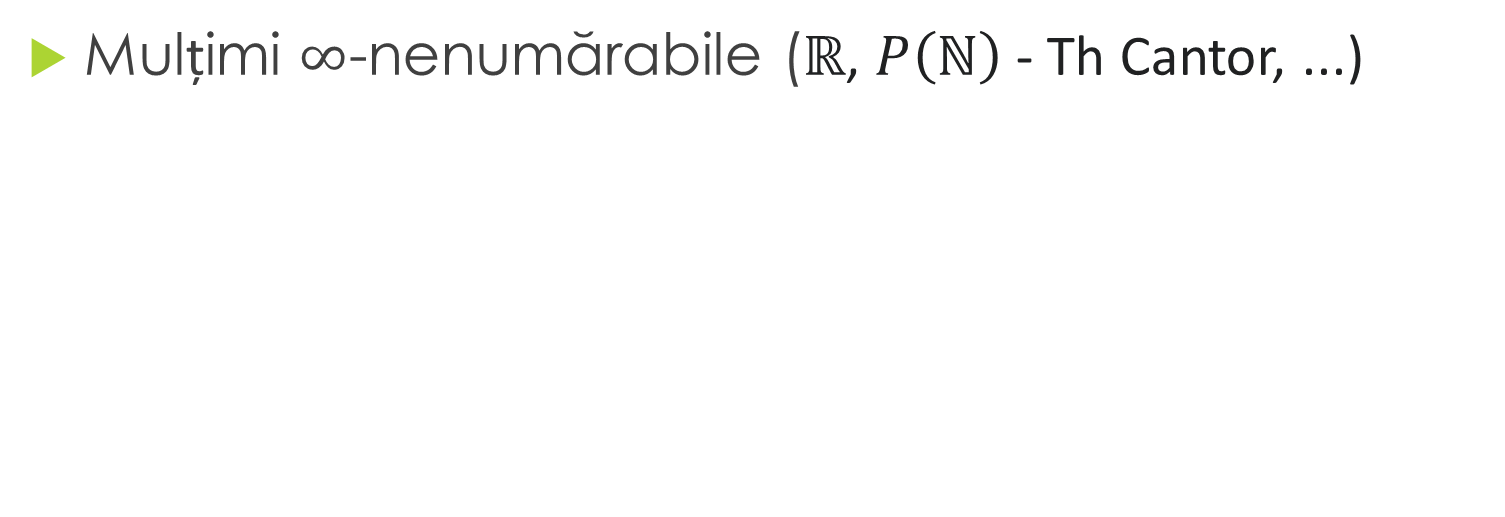 Mulțimi ∞-nenumărabile (ℝ, P(ℕ) - Th Cantor, ...)